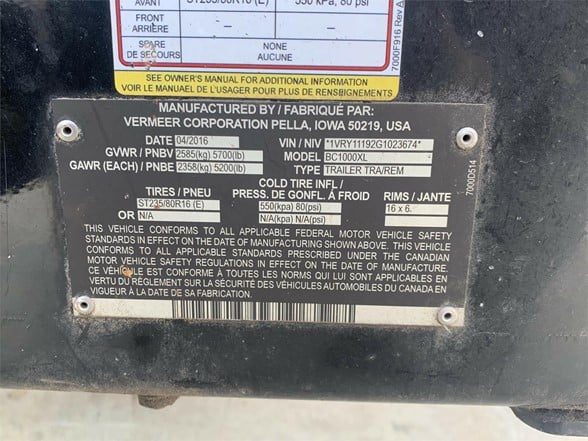 AVANT ST235/80R16 (E) 550 kPa, 80 psi
FRONT ARRIÈRE – –
SPARE DE SECOURS NONE AUCUNE
7000F916 Rev A
SEE OWNER'S MANUAL FOR ADDITIONAL INFORMATION
VOIR LE MANUEL DE L'USAGER POUR PLUS DE RENSEIGNEMENTS
MANUFACTURED BY / FABRIQUÉ PAR:
VERMEER CORPORATION PELLA, IOWA 50219, USA
DATE 04/2016 VIN / NIV *1VRY11192G1023674*
GVWR / PNBV 2585(kg) 5700(lb) MODEL BC1000XL
GAWR (EACH) / PNBE 2358(kg) 5200(lb) TYPE TRAILER TRA/REM
COLD TIRE INFL /
TIRES / PNEU PRESS. DE GONFL. À FROID RIMS / JANTE
ST235/80R16 (E) 550(kpa) 80(psi) 16 x 6.
OR / OU N/A N/A(kpa) N/A(psi)
7000D514
THIS VEHICLE CONFORMS TO ALL APPLICABLE FEDERAL MOTOR VEHICLE SAFETY
STANDARDS IN EFFECT ON THE DATE OF MANUFACTURING SHOWN ABOVE. THIS VEHICLE
CONFORMS TO ALL APPLICABLE STANDARDS PRESCRIBED UNDER THE CANADIAN
MOTOR VEHICLE SAFETY REGULATIONS IN EFFECT ON THE DATE OF MANUFACTURE.
CE VÉHICULE EST CONFORME À TOUTES LES NORMES QUI LUI SONT APPLICABLES EN
VERTU DU RÈGLEMENT SUR LA SÉCURITÉ DES VÉHICULES AUTOMOBILES DU CANADA EN
VIGUEUR À LA DATE DE SA FABRICATION